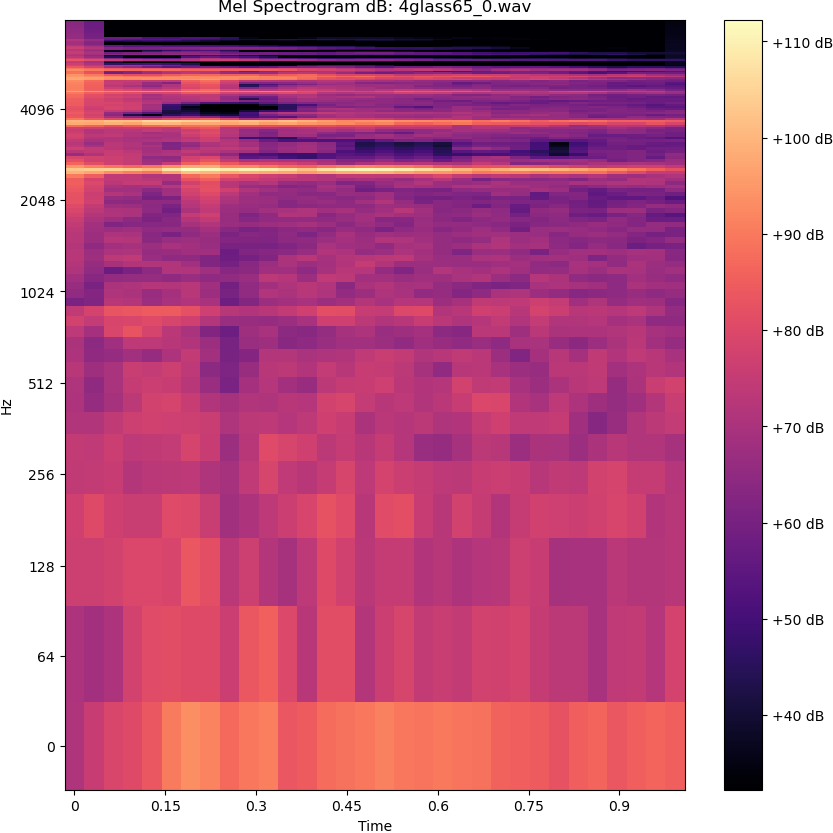 Mel Spectrogram dB: 4glass65_0.wav
+110 dB
4096
+100 dB
2048
+90 dB
1024
+80 dB
Hz
512
+70 dB
256
+60 dB
128
+50 dB
64
+40 dB
0
0 0.15 0.3 0.45 0.6 0.75 0.9
Time